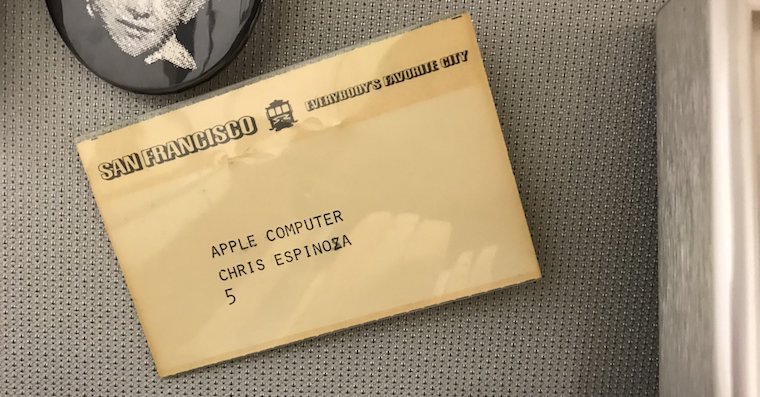 SAN FRANCISCO EVERYBODY'S FAVORITE CITY
APPLE COMPUTER
CHRIS ESPINOZA
5